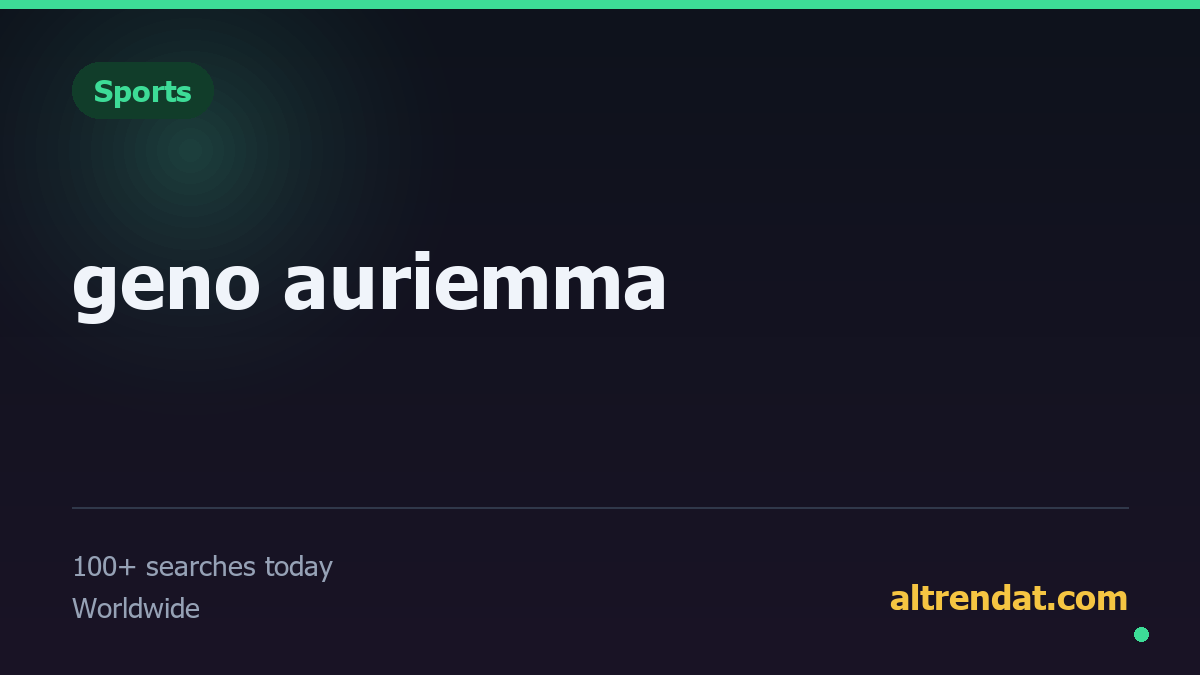 Sports
geno auriemma
100+ searches today
Worldwide
altrendat.com